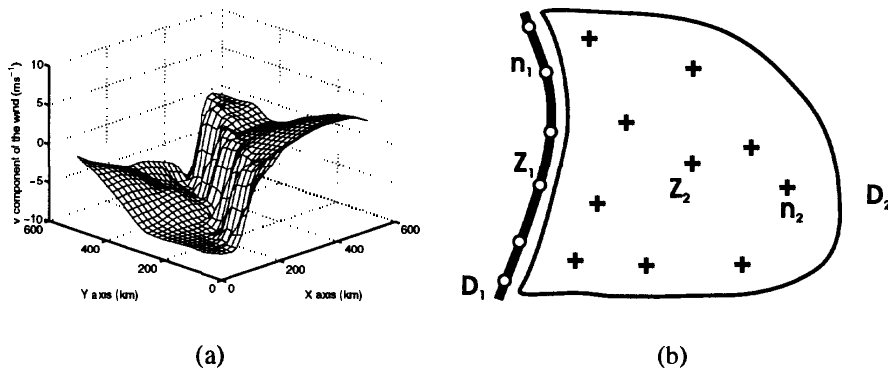 10
5
0
−5
−10
600
400
200
0
0
200
400
600
v component of the wind (ms⁻¹)
Y axis (km)
X axis (km)
(a)
n₁
Z₁
D₁
Z₂
n₂
D₂
(b)